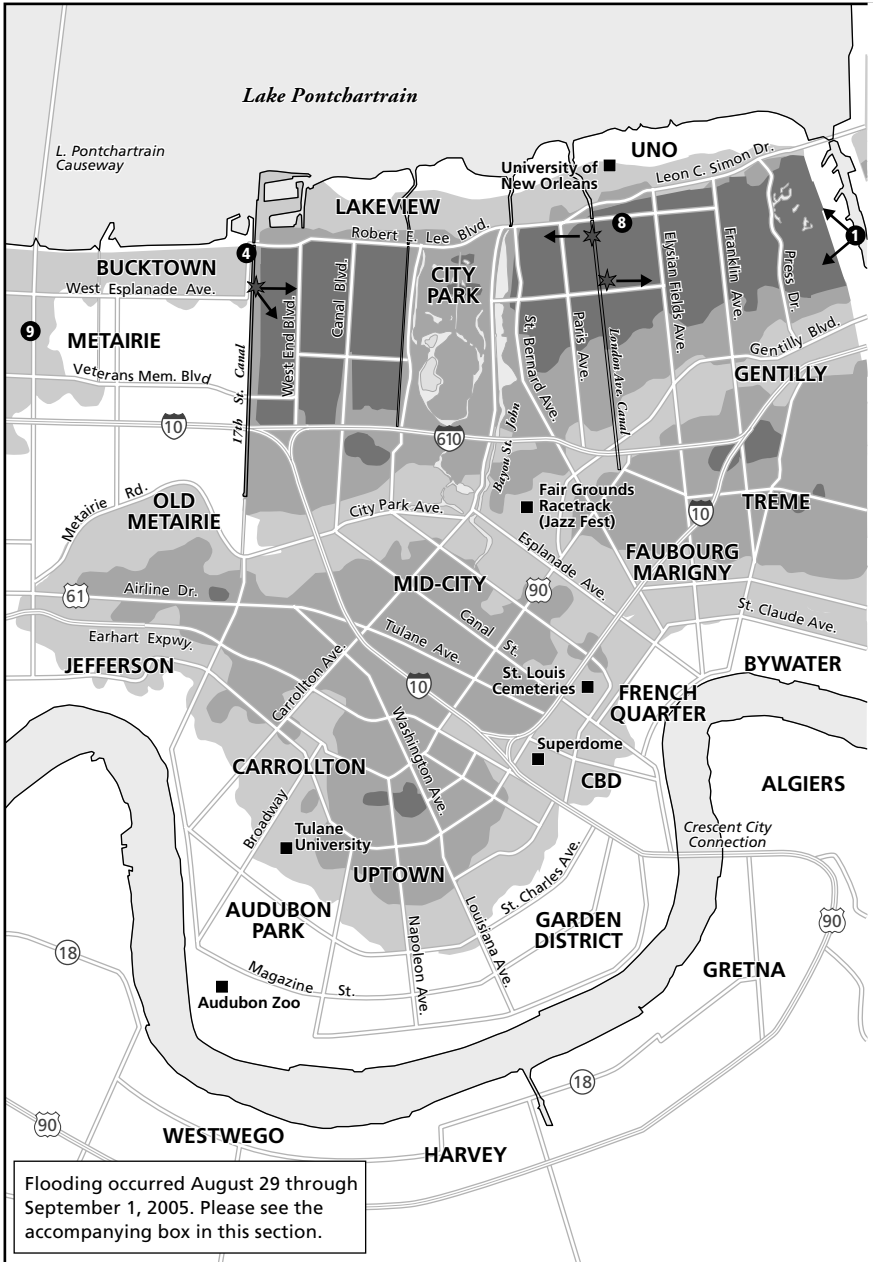 Lake Pontchartrain
L. Pontchartrain
Causeway
UNO
University of
New Orleans
Leon C. Simon Dr.
LAKEVIEW
Robert E. Lee Blvd.
8
1
4
BUCKTOWN
West Esplanade Ave.
CITY
PARK
West End Blvd.
Canal Blvd.
St. Bernard Ave.
Paris Ave.
London Ave. Canal
Elysian Fields Ave.
Franklin Ave.
Press Dr.
9
METAIRIE
Veterans Mem. Blvd
17th St. Canal
Gentilly Blvd.
GENTILLY
10
610
Bayou St. John
Metairie Rd.
OLD
METAIRIE
City Park Ave.
Fair Grounds
Racetrack
(Jazz Fest)
10
TREME
Esplanade Ave.
FAUBOURG
MARIGNY
61
Airline Dr.
MID-CITY
90
St. Claude Ave.
Earhart Expwy.
Canal St.
Tulane Ave.
JEFFERSON
Carrollton Ave.
10
St. Louis
Cemeteries
FRENCH
QUARTER
BYWATER
Washington Ave.
Superdome
CARROLLTON
CBD
ALGIERS
Broadway
Tulane
University
Crescent City
Connection
UPTOWN
St. Charles Ave.
AUDUBON
PARK
Napoleon Ave.
Louisiana Ave.
GARDEN
DISTRICT
90
18
GRETNA
Magazine St.
Audubon Zoo
18
90
WESTWEGO
HARVEY
Flooding occurred August 29 through
September 1, 2005. Please see the
accompanying box in this section.